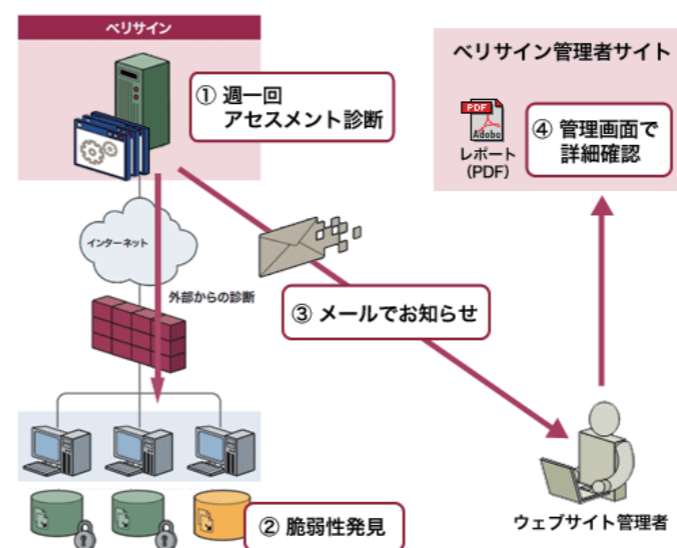 ベリサイン
① 週一回
アセスメント診断
インターネット
外部からの診断
② 脆弱性発見
③ メールでお知らせ
ベリサイン管理者サイト
PDF
Adobe
レポート
(PDF)
④ 管理画面で
詳細確認
ウェブサイト管理者